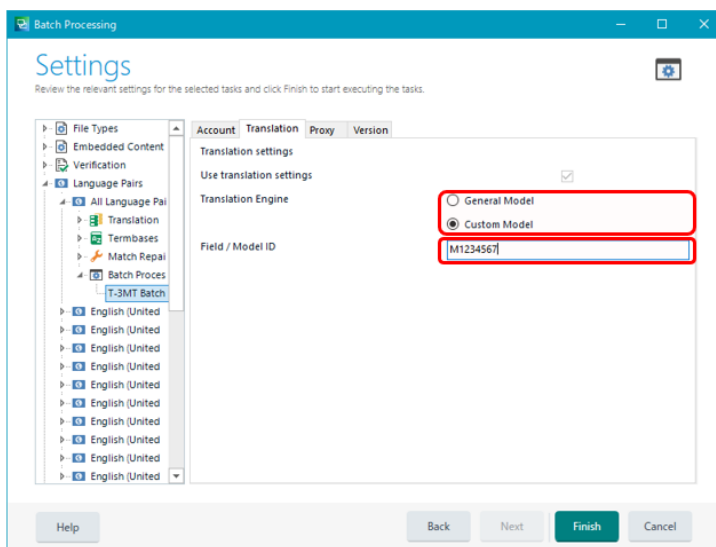 Batch Processing
Settings
Review the relevant settings for the selected tasks and click Finish to start executing the tasks.
File Types
Embedded Content
Verification
Language Pairs
All Language Pai
Translation
Termbases
Match Repai
Batch Proces
T-3MT Batch
English (United
English (United
English (United
English (United
English (United
English (United
English (United
English (United
English (United
English (United
Account Translation Proxy Version
Translation settings
Use translation settings
Translation Engine
General Model
Custom Model
Field / Model ID
M1234567
Help Back Next Finish Cancel